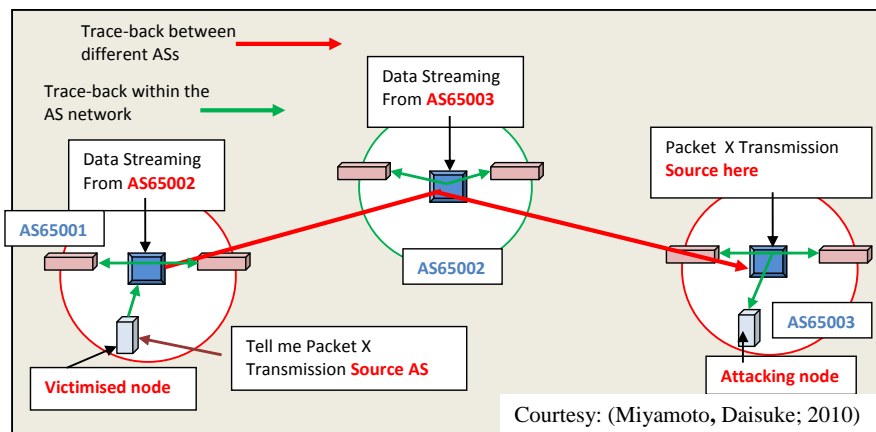 Trace-back between
different ASs
Trace-back within the
AS network
Data Streaming
From AS65003
Data Streaming
From AS65002
Packet X Transmission
Source here
AS65001
AS65002
AS65003
Tell me Packet X
Transmission Source AS
Victimised node
Attacking node
Courtesy: (Miyamoto, Daisuke; 2010)